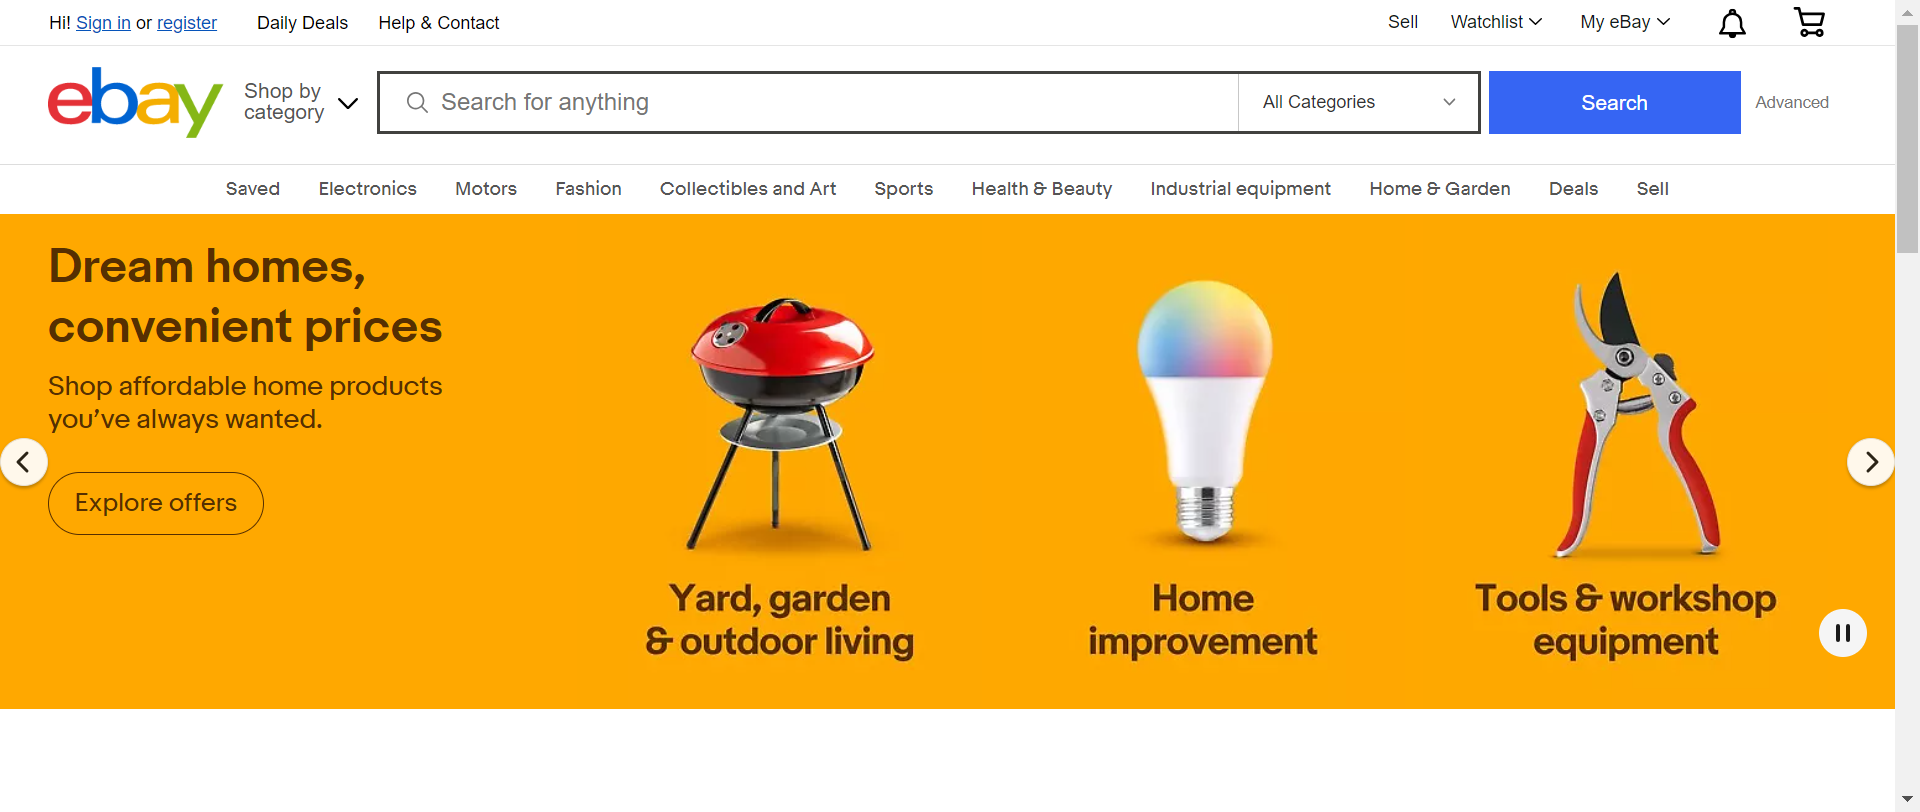 Hi! Sign in or register
Daily Deals
Help & Contact
Sell
Watchlist
My eBay
ebay
Shop by
category
Search for anything
All Categories
Search
Advanced
Saved
Electronics
Motors
Fashion
Collectibles and Art
Sports
Health & Beauty
Industrial equipment
Home & Garden
Deals
Sell
Dream homes,
convenient prices
Shop affordable home products
you’ve always wanted.
Explore offers
Yard, garden
& outdoor living
Home
improvement
Tools & workshop
equipment